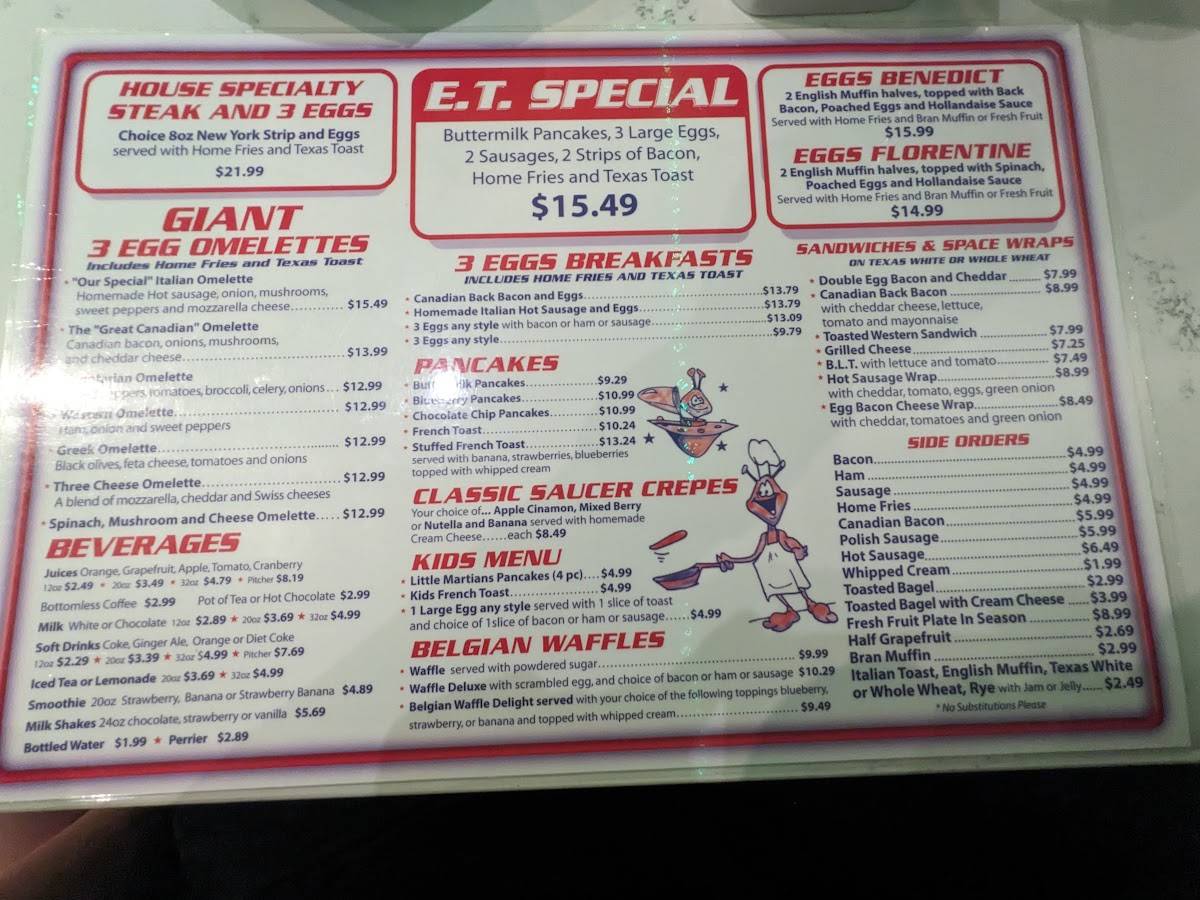 HOUSE SPECIALTY
STEAK AND 3 EGGS
Choice 8oz New York Strip and Eggs
served with Home Fries and Texas Toast
$21.99
GIANT
3 EGG OMELETTES
Includes Home Fries and Texas Toast
"Our Special" Italian Omelette
Homemade Hot sausage, onion, mushrooms,
sweet peppers and mozzarella cheese $15.49
The "Great Canadian" Omelette
Canadian bacon, onions, mushrooms,
and cheddar cheese $13.99
Omelette
tomatoes, broccoli, celery, onions $12.99
Western Omelette $12.99
Ham, onion and sweet peppers
Greek Omelette $12.99
Black olives, feta cheese, tomatoes and onions
Three Cheese Omelette $12.99
A blend of mozzarella, cheddar and Swiss cheeses
Spinach, Mushroom and Cheese Omelette $12.99
BEVERAGES
Juices Orange, Grapefruit, Apple, Tomato, Cranberry
12oz $2.49 * 20oz $3.49 * 32oz $4.79 * Pitcher $8.19
Bottomless Coffee $2.99 Pot of Tea or Hot Chocolate $2.99
Milk White or Chocolate 12oz $2.89 * 20oz $3.69 * 32oz $4.99
Soft Drinks Coke, Ginger Ale, Orange or Diet Coke
12oz $2.29 * 20oz $3.39 * 32oz $4.99 * Pitcher $7.69
Iced Tea or Lemonade 20oz $3.69 * 32oz $4.99
Smoothie 20oz Strawberry, Banana or Strawberry Banana $4.89
Milk Shakes 24oz chocolate, strawberry or vanilla $5.69
Bottled Water $1.99 * Perrier $2.89
E.T. SPECIAL
Buttermilk Pancakes, 3 Large Eggs,
2 Sausages, 2 Strips of Bacon,
Home Fries and Texas Toast
$15.49
3 EGGS BREAKFASTS
INCLUDES HOME FRIES AND TEXAS TOAST
Canadian Back Bacon and Eggs $13.79
Homemade Italian Hot Sausage and Eggs $13.79
3 Eggs any style with bacon or ham or sausage $13.09
3 Eggs any style $9.79
PANCAKES
Buttermilk Pancakes $9.29
Blueberry Pancakes $10.99
Chocolate Chip Pancakes $10.99
French Toast $10.24
Stuffed French Toast $13.24
served with banana, strawberries, blueberries
topped with whipped cream
CLASSIC SAUCER CREPES
Your choice of... Apple Cinamon, Mixed Berry
or Nutella and Banana served with homemade
Cream Cheese......each $8.49
KIDS MENU
Little Martians Pancakes (4 pc) $4.99
Kids French Toast $4.99
1 Large Egg any style served with 1 slice of toast
and choice of 1slice of bacon or ham or sausage $4.99
BELGIAN WAFFLES
Waffle served with powdered sugar $9.99
Waffle Deluxe with scrambled egg, and choice of bacon or ham or sausage $10.29
Belgian Waffle Delight served with your choice of the following toppings blueberry,
strawberry, or banana and topped with whipped cream $9.49
EGGS BENEDICT
2 English Muffin halves, topped with Back
Bacon, Poached Eggs and Hollandaise Sauce
Served with Home Fries and Bran Muffin or Fresh Fruit
$15.99
EGGS FLORENTINE
2 English Muffin halves, topped with Spinach,
Poached Eggs and Hollandaise Sauce
Served with Home Fries and Bran Muffin or Fresh Fruit
$14.99
SANDWICHES & SPACE WRAPS
ON TEXAS WHITE OR WHOLE WHEAT
Double Egg Bacon and Cheddar $7.99
Canadian Back Bacon $8.99
with cheddar cheese, lettuce,
tomato and mayonnaise
Toasted Western Sandwich $7.99
Grilled Cheese $7.25
B.L.T. with lettuce and tomato $7.49
Hot Sausage Wrap $8.99
with cheddar, tomato, eggs, green onion
Egg Bacon Cheese Wrap $8.49
with cheddar, tomatoes and green onion
SIDE ORDERS
Bacon $4.99
Ham $4.99
Sausage $4.99
Home Fries $4.99
Canadian Bacon $5.99
Polish Sausage $5.99
Hot Sausage $6.49
Whipped Cream $1.99
Toasted Bagel $2.99
Toasted Bagel with Cream Cheese $3.99
Fresh Fruit Plate In Season $8.99
Half Grapefruit $2.69
Bran Muffin $2.99
Italian Toast, English Muffin, Texas White
or Whole Wheat, Rye with Jam or Jelly $2.49
* No Substitutions Please